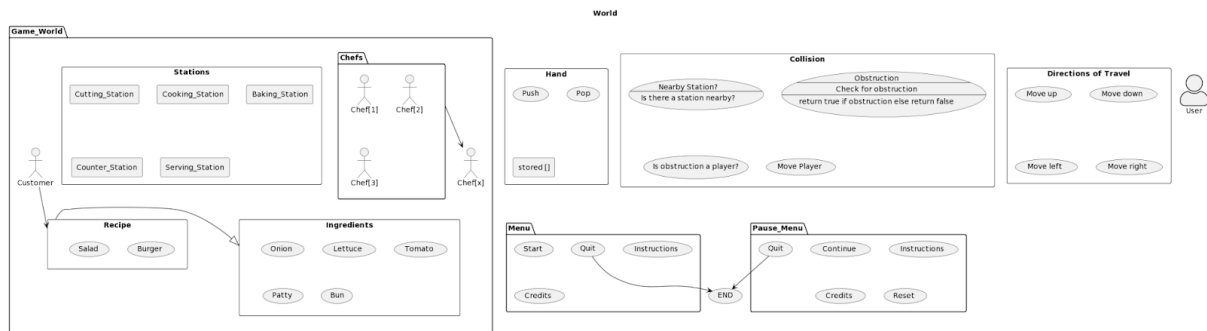 World
Game_World
Stations
Cutting_Station
Cooking_Station
Baking_Station
Counter_Station
Serving_Station
Chefs
Chef[1]
Chef[2]
Chef[3]
Chef[x]
Customer
Recipe
Salad
Burger
Ingredients
Onion
Lettuce
Tomato
Patty
Bun
Hand
Push
Pop
stored []
Collision
Nearby Station?
Is there a station nearby?
Obstruction
Check for obstruction
return true if obstruction else return false
Is obstruction a player?
Move Player
Directions of Travel
Move up
Move down
Move left
Move right
User
Menu
Start
Quit
Instructions
Credits
END
Pause_Menu
Quit
Continue
Instructions
Credits
Reset